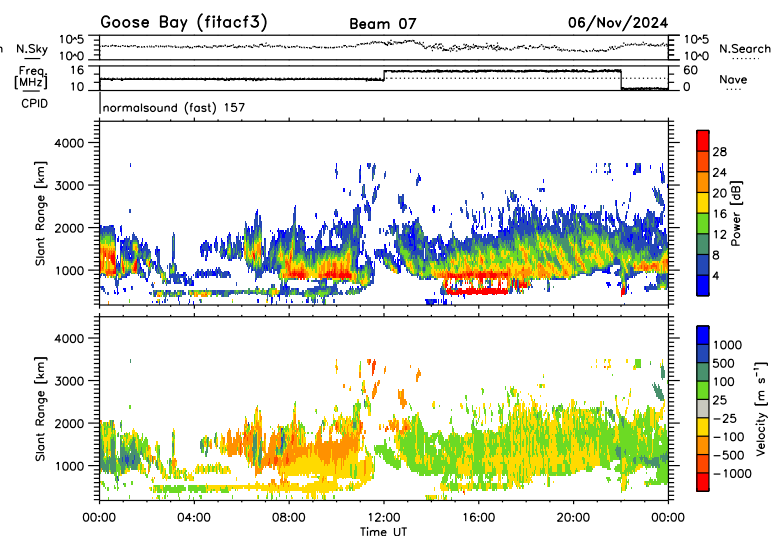 Goose Bay (fitacf3) Beam 07 06/Nov/2024
N.Sky 10^5 10^0 10^5 10^0 N.Search
Freq. [MHz] 16 10 60 0 Nave
CPID normalsound (fast) 157
Slant Range [km] 4000 3000 2000 1000
28 24 20 16 12 8 4 Power [dB]
Slant Range [km] 4000 3000 2000 1000
1000 500 100 25 -25 -100 -500 -1000 Velocity [m s⁻¹]
00:00 04:00 08:00 12:00 16:00 20:00 00:00
Time UT